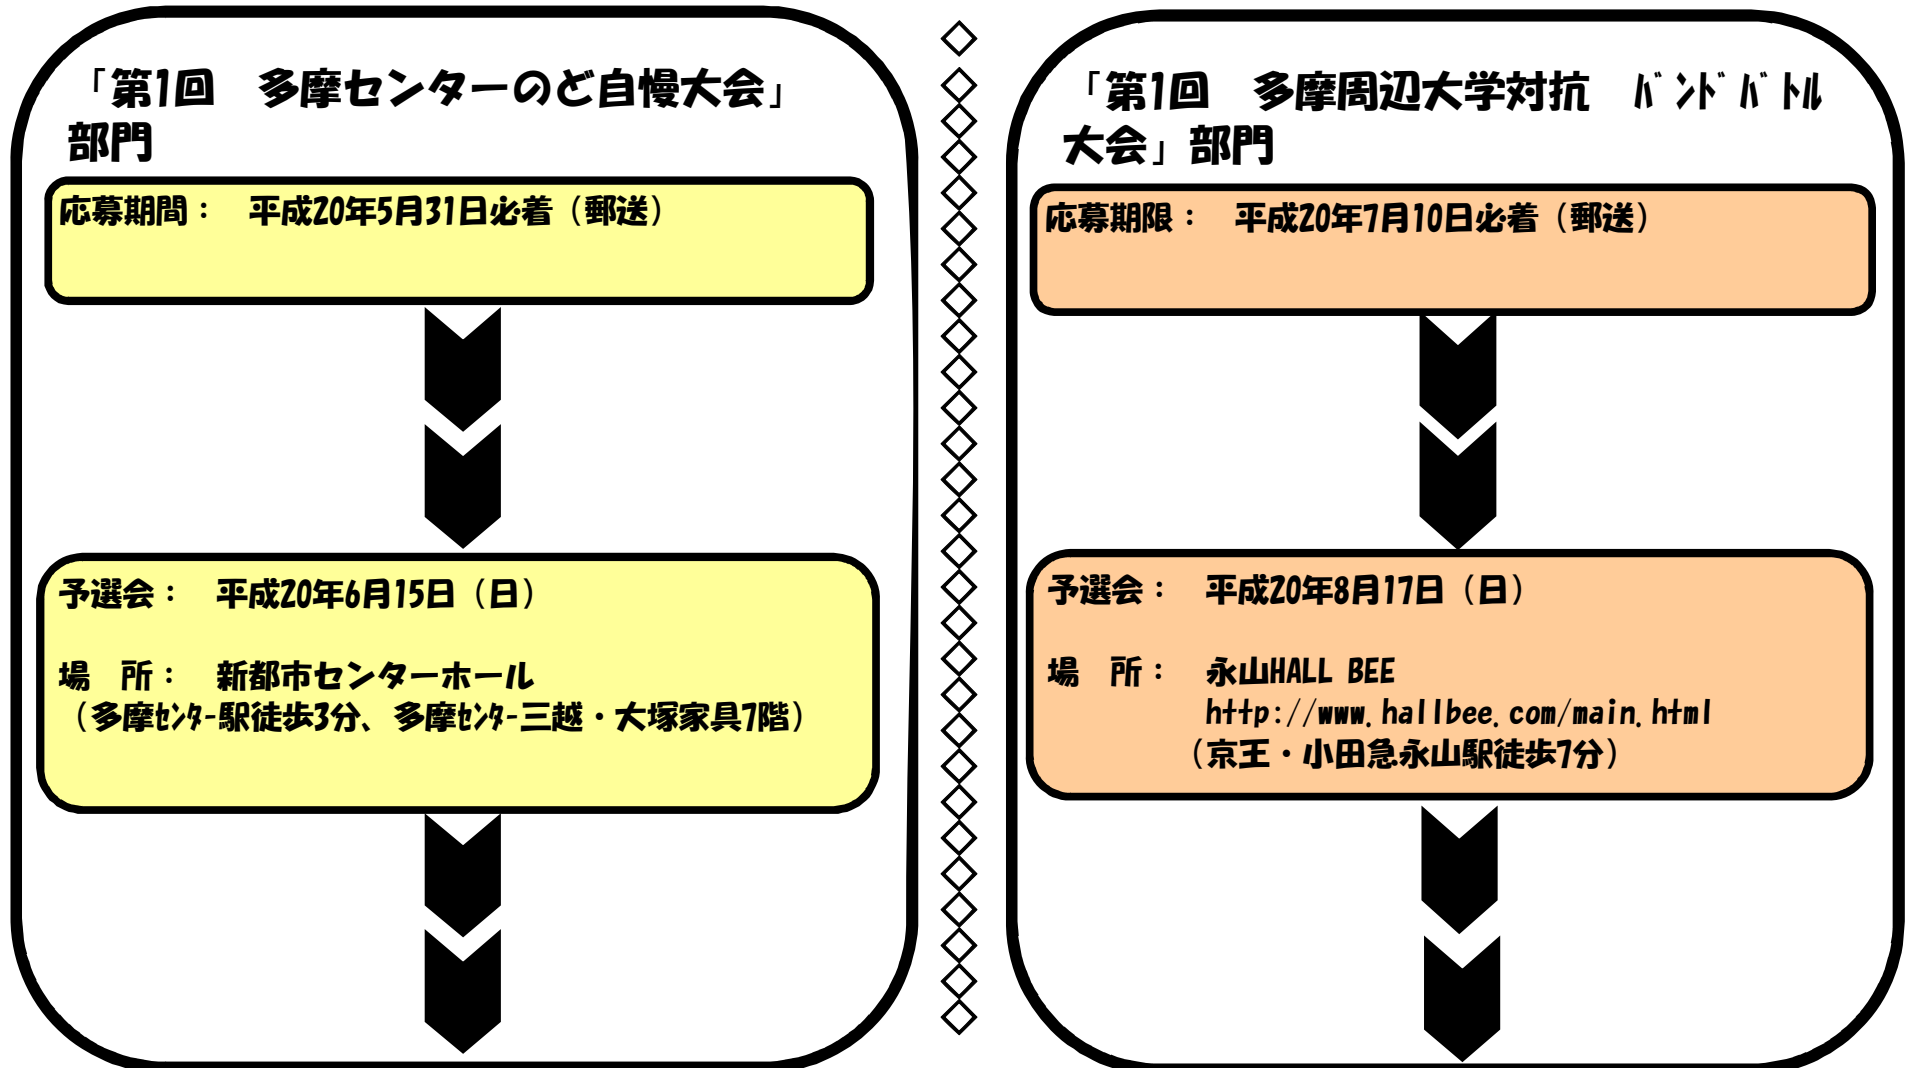 「第1回　多摩センターのど自慢大会」
部門
応募期間：　平成20年5月31日必着（郵送）
予選会：　平成20年6月15日（日）
場　所：　新都市センターホール
（多摩ｾﾝﾀｰ駅徒歩3分、多摩ｾﾝﾀｰ三越・大塚家具7階）
「第1回　多摩周辺大学対抗　ﾊﾞﾝﾄﾞﾊﾞﾄﾙ
大会」部門
応募期限：　平成20年7月10日必着（郵送）
予選会：　平成20年8月17日（日）
場　所：　永山HALL BEE
http://www.hallbee.com/main.html
（京王・小田急永山駅徒歩7分）